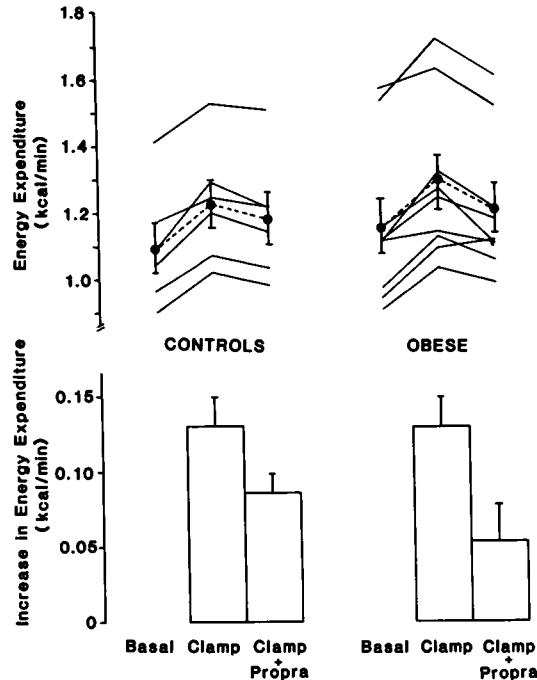 1.8
1.6
1.4
1.2
1.0
Energy Expenditure
(kcal/min)
CONTROLS
OBESE
0.15
0.10
0.05
0
Increase in Energy Expenditure
(kcal/min)
Basal Clamp Clamp
+
Propra
Basal Clamp Clamp
+
Propra